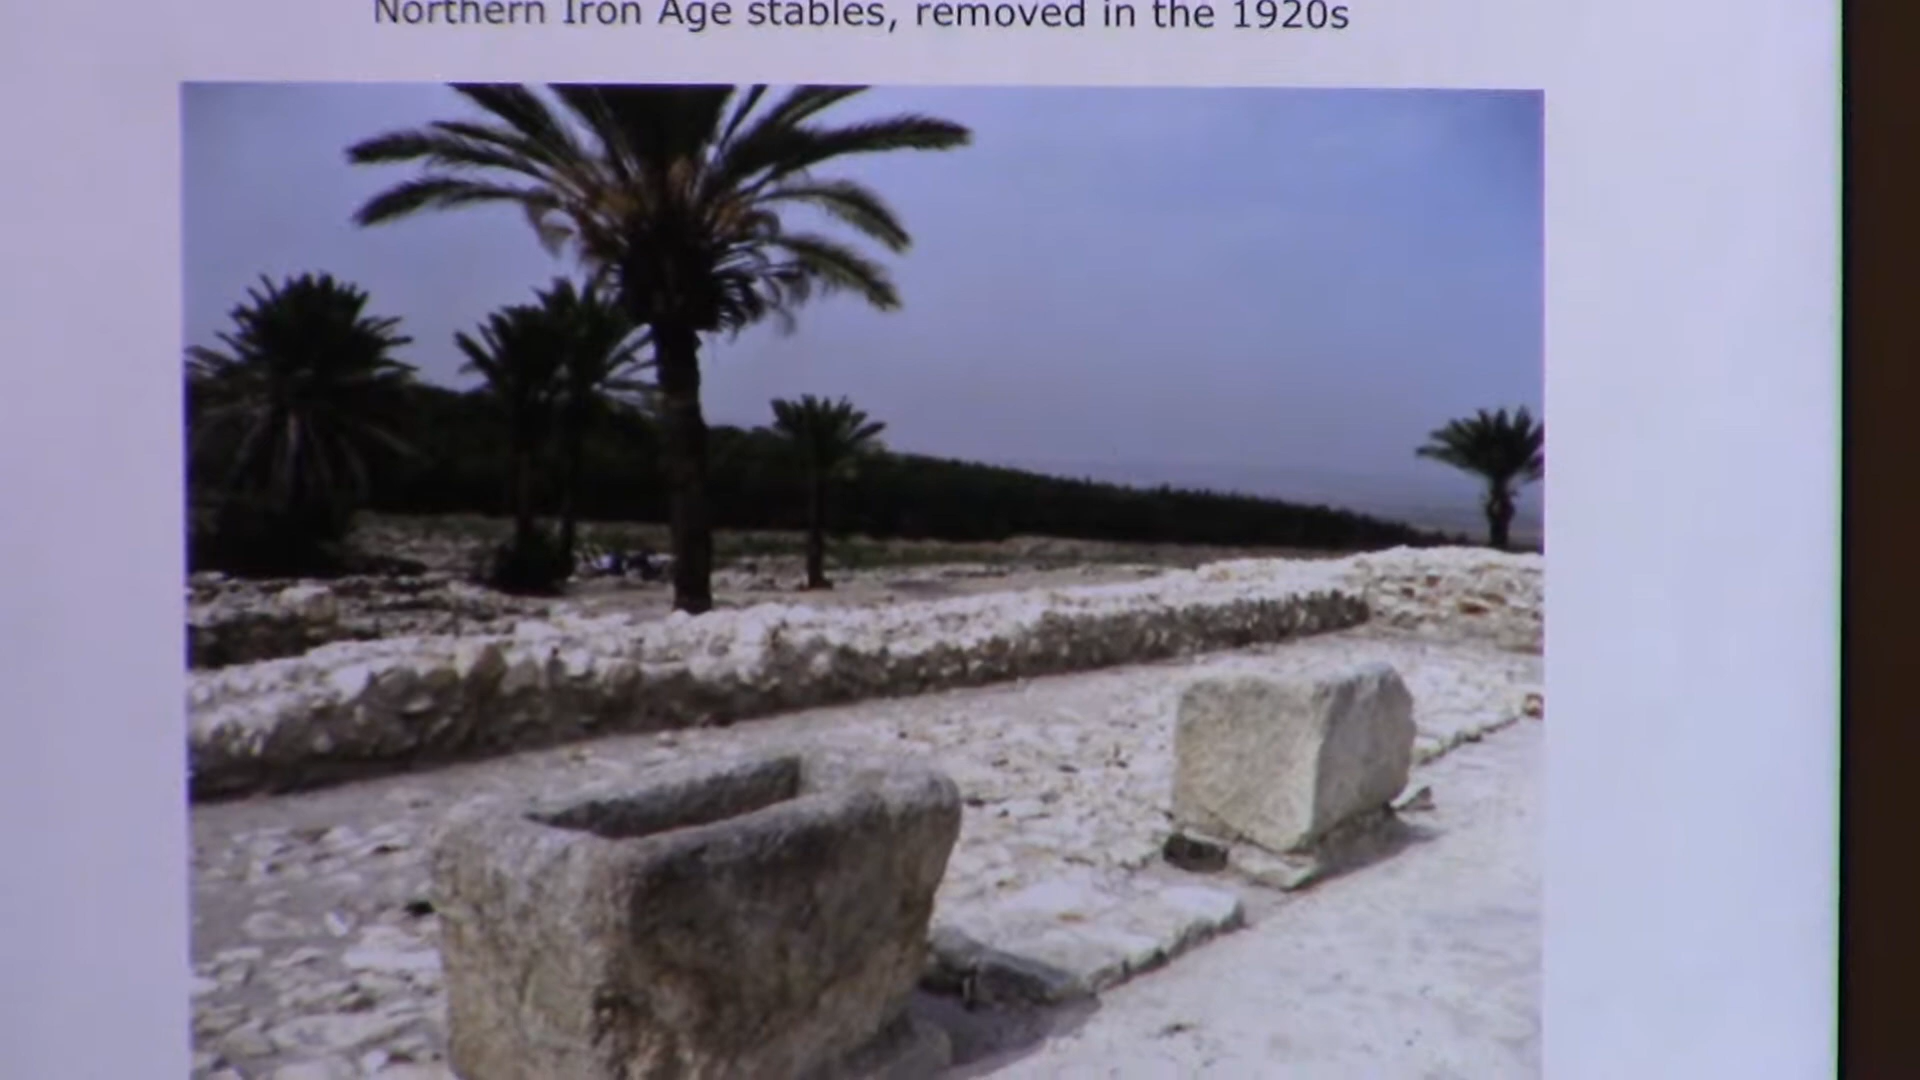 Northern Iron Age stables, removed in the 1920s